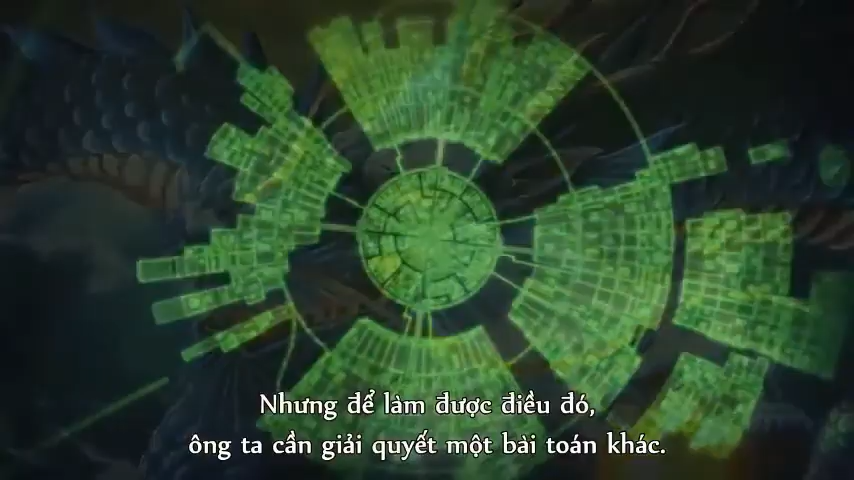 Nhưng để làm được điều đó,
ông ta cần giải quyết một bài toán khác.